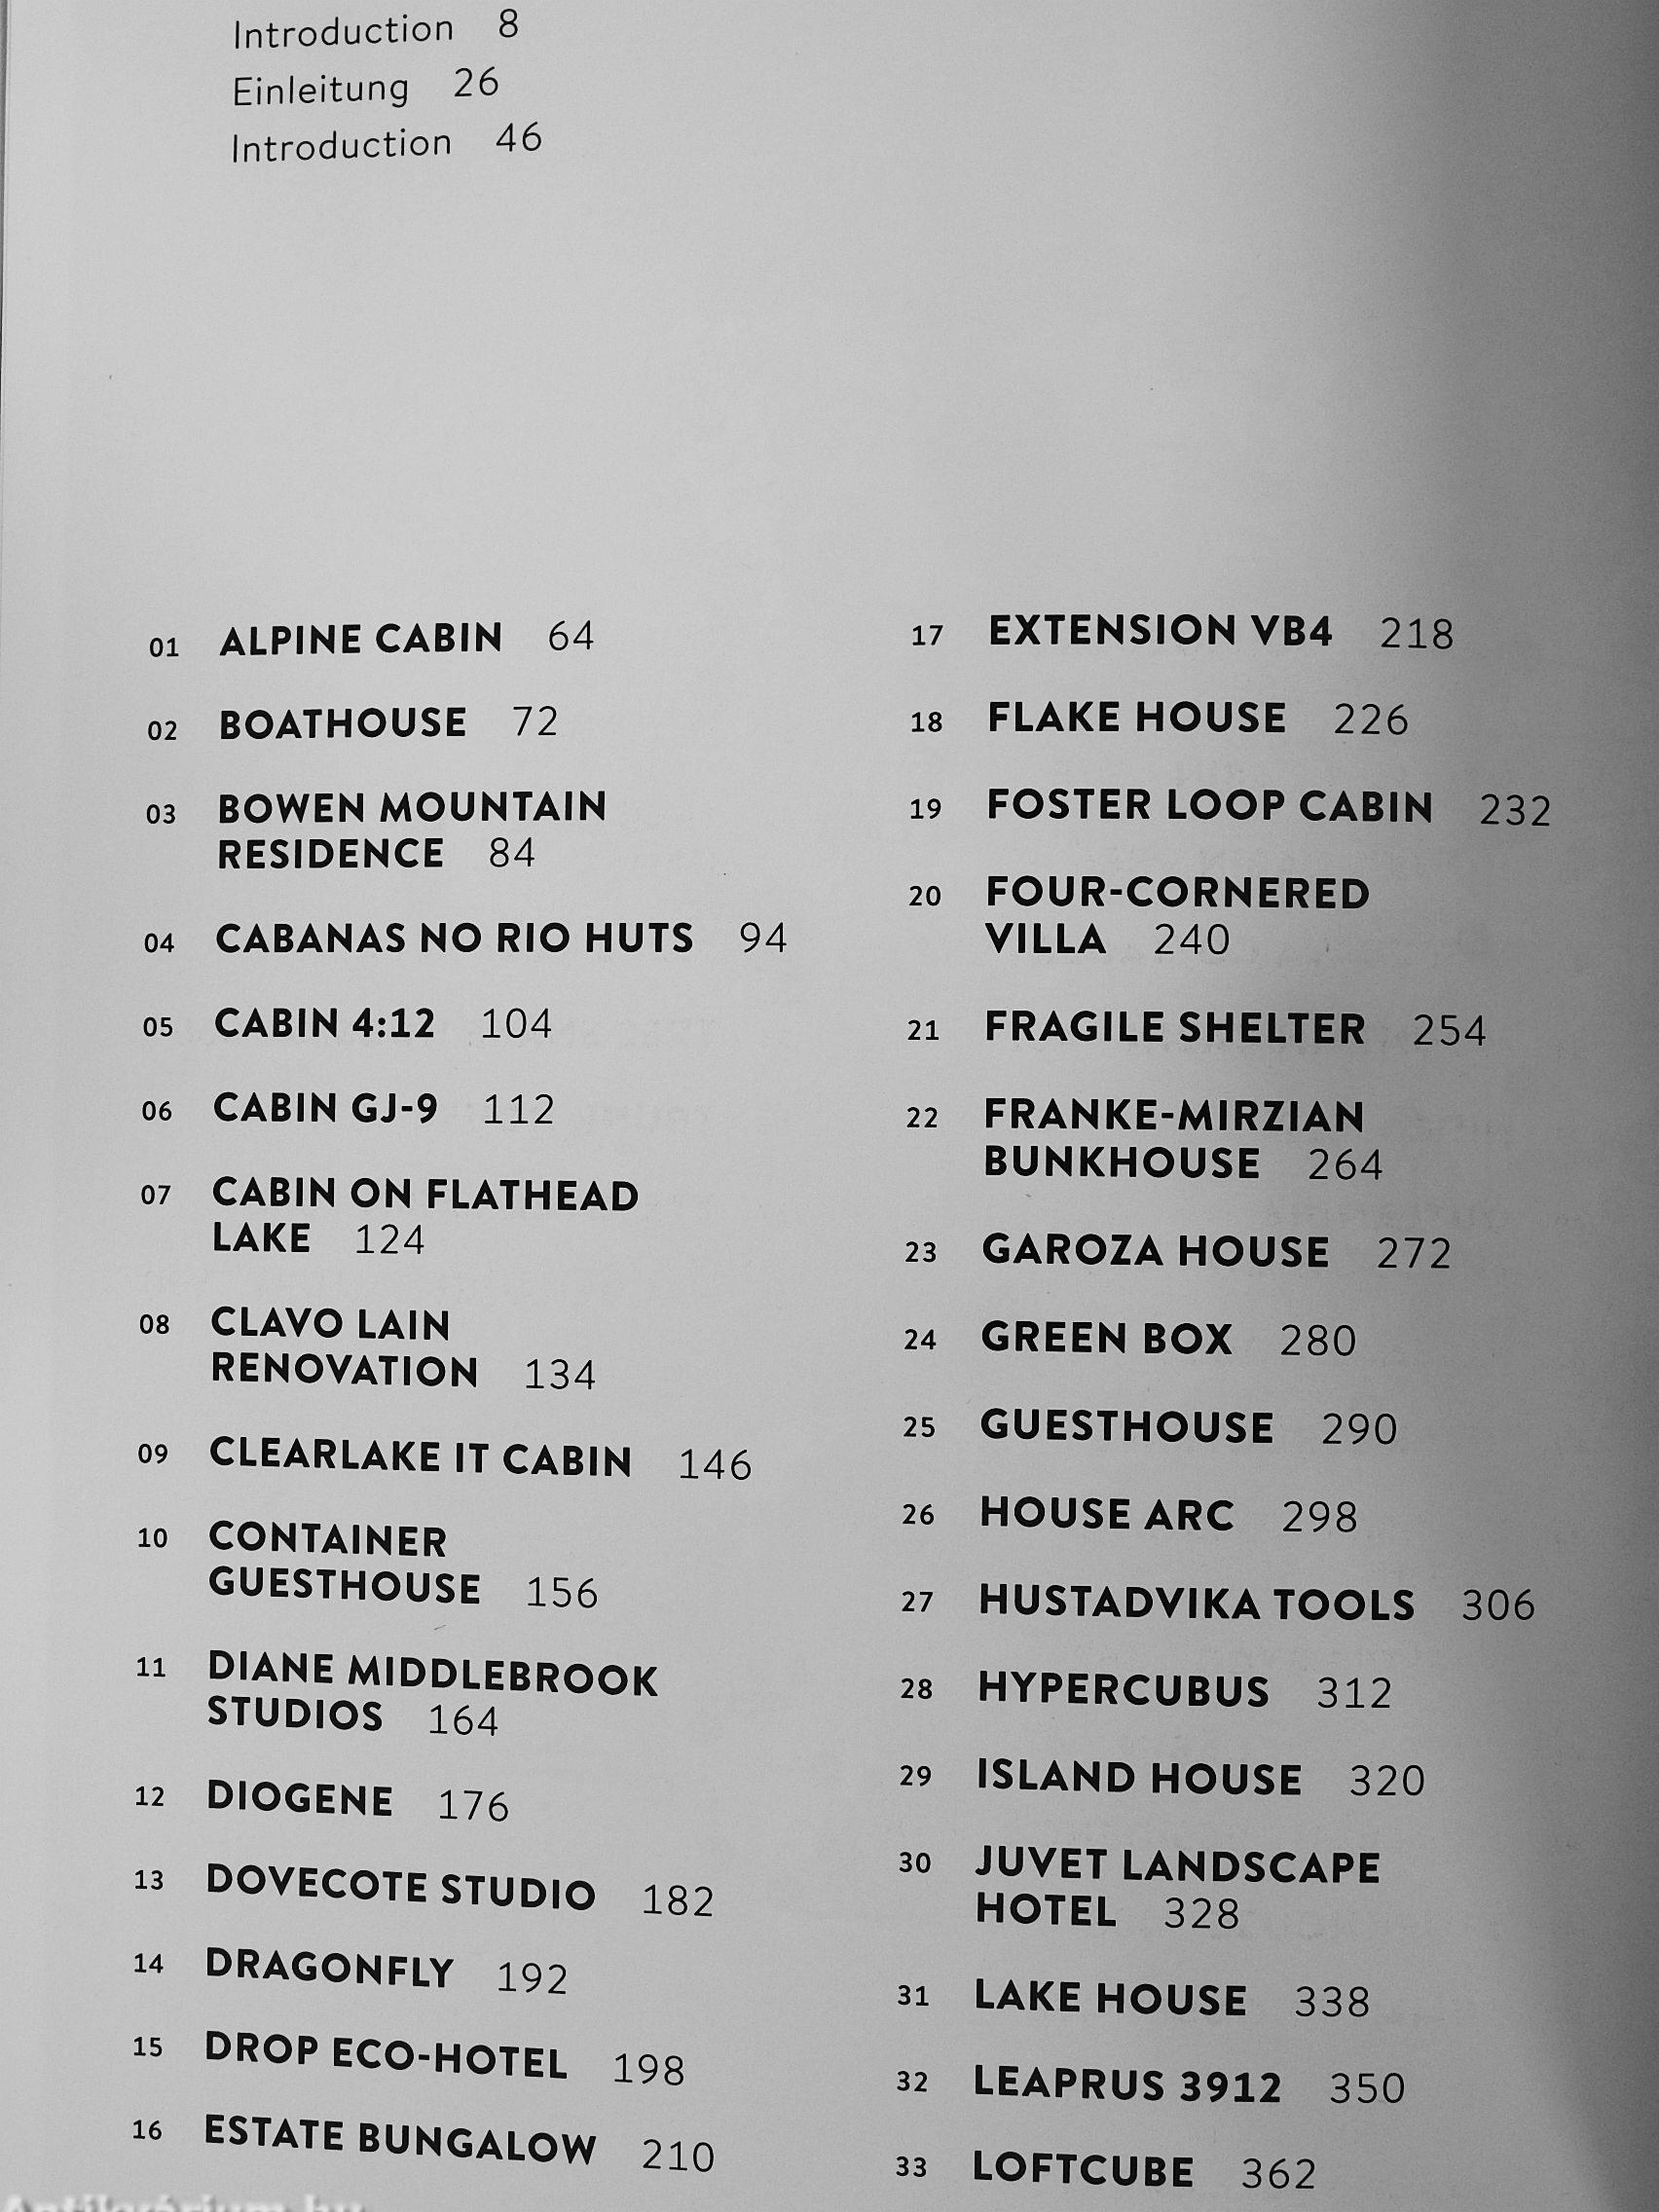 Introduction 8
Einleitung 26
Introduction 46
01 ALPINE CABIN 64
02 BOATHOUSE 72
03 BOWEN MOUNTAIN
RESIDENCE 84
04 CABANAS NO RIO HUTS 94
05 CABIN 4:12 104
06 CABIN GJ-9 112
07 CABIN ON FLATHEAD
LAKE 124
08 CLAVO LAIN
RENOVATION 134
09 CLEARLAKE IT CABIN 146
10 CONTAINER
GUESTHOUSE 156
11 DIANE MIDDLEBROOK
STUDIOS 164
12 DIOGENE 176
13 DOVECOTE STUDIO 182
14 DRAGONFLY 192
15 DROP ECO-HOTEL 198
16 ESTATE BUNGALOW 210
17 EXTENSION VB4 218
18 FLAKE HOUSE 226
19 FOSTER LOOP CABIN 232
20 FOUR-CORNERED
VILLA 240
21 FRAGILE SHELTER 254
22 FRANKE-MIRZIAN
BUNKHOUSE 264
23 GAROZA HOUSE 272
24 GREEN BOX 280
25 GUESTHOUSE 290
26 HOUSE ARC 298
27 HUSTADVIKA TOOLS 306
28 HYPERCUBUS 312
29 ISLAND HOUSE 320
30 JUVET LANDSCAPE
HOTEL 328
31 LAKE HOUSE 338
32 LEAPRUS 3912 350
33 LOFTCUBE 362
Antikvárium.hu